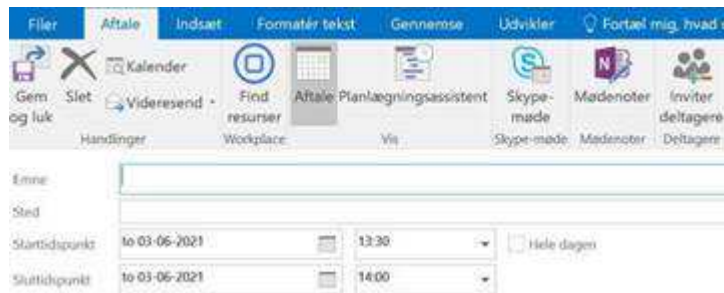 Filer Aftale Indsæt Formatér tekst Gennemse Udvikler Fortæl mig, hvad
Gem og luk Slet Kalender Videresend Find resurser Aftale Planlægningsassistent Skype-møde Mødenoter Inviter deltagere
Handlinger Workplace Vis Skype-møde Mødenoter Deltagere
Emne
Sted
Starttidspunkt to 03-06-2021 13:30 Hele dagen
Sluttidspunkt to 03-06-2021 14:00